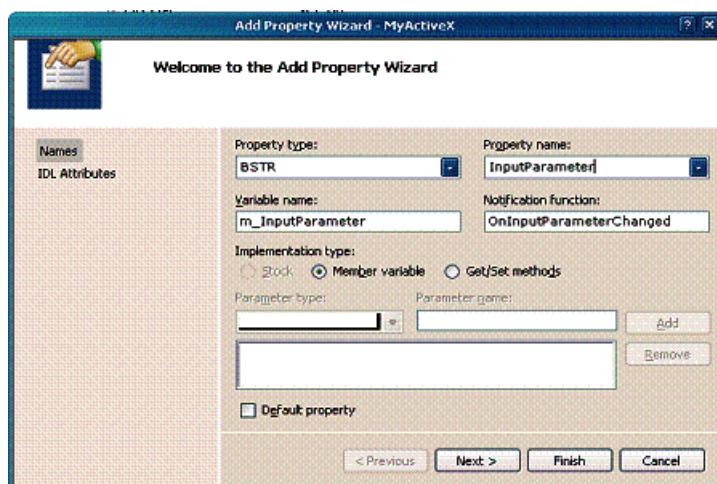 Add Property Wizard - MyActiveX
Welcome to the Add Property Wizard
Names
IDL Attributes
Property type:
Property name:
BSTR
InputParameter
Variable name:
Notification function:
m_InputParameter
OnInputParameterChanged
Implementation type:
Stock
Member variable
Get/Set methods
Parameter type:
Parameter name:
Add
Remove
Default property
< Previous
Next >
Finish
Cancel